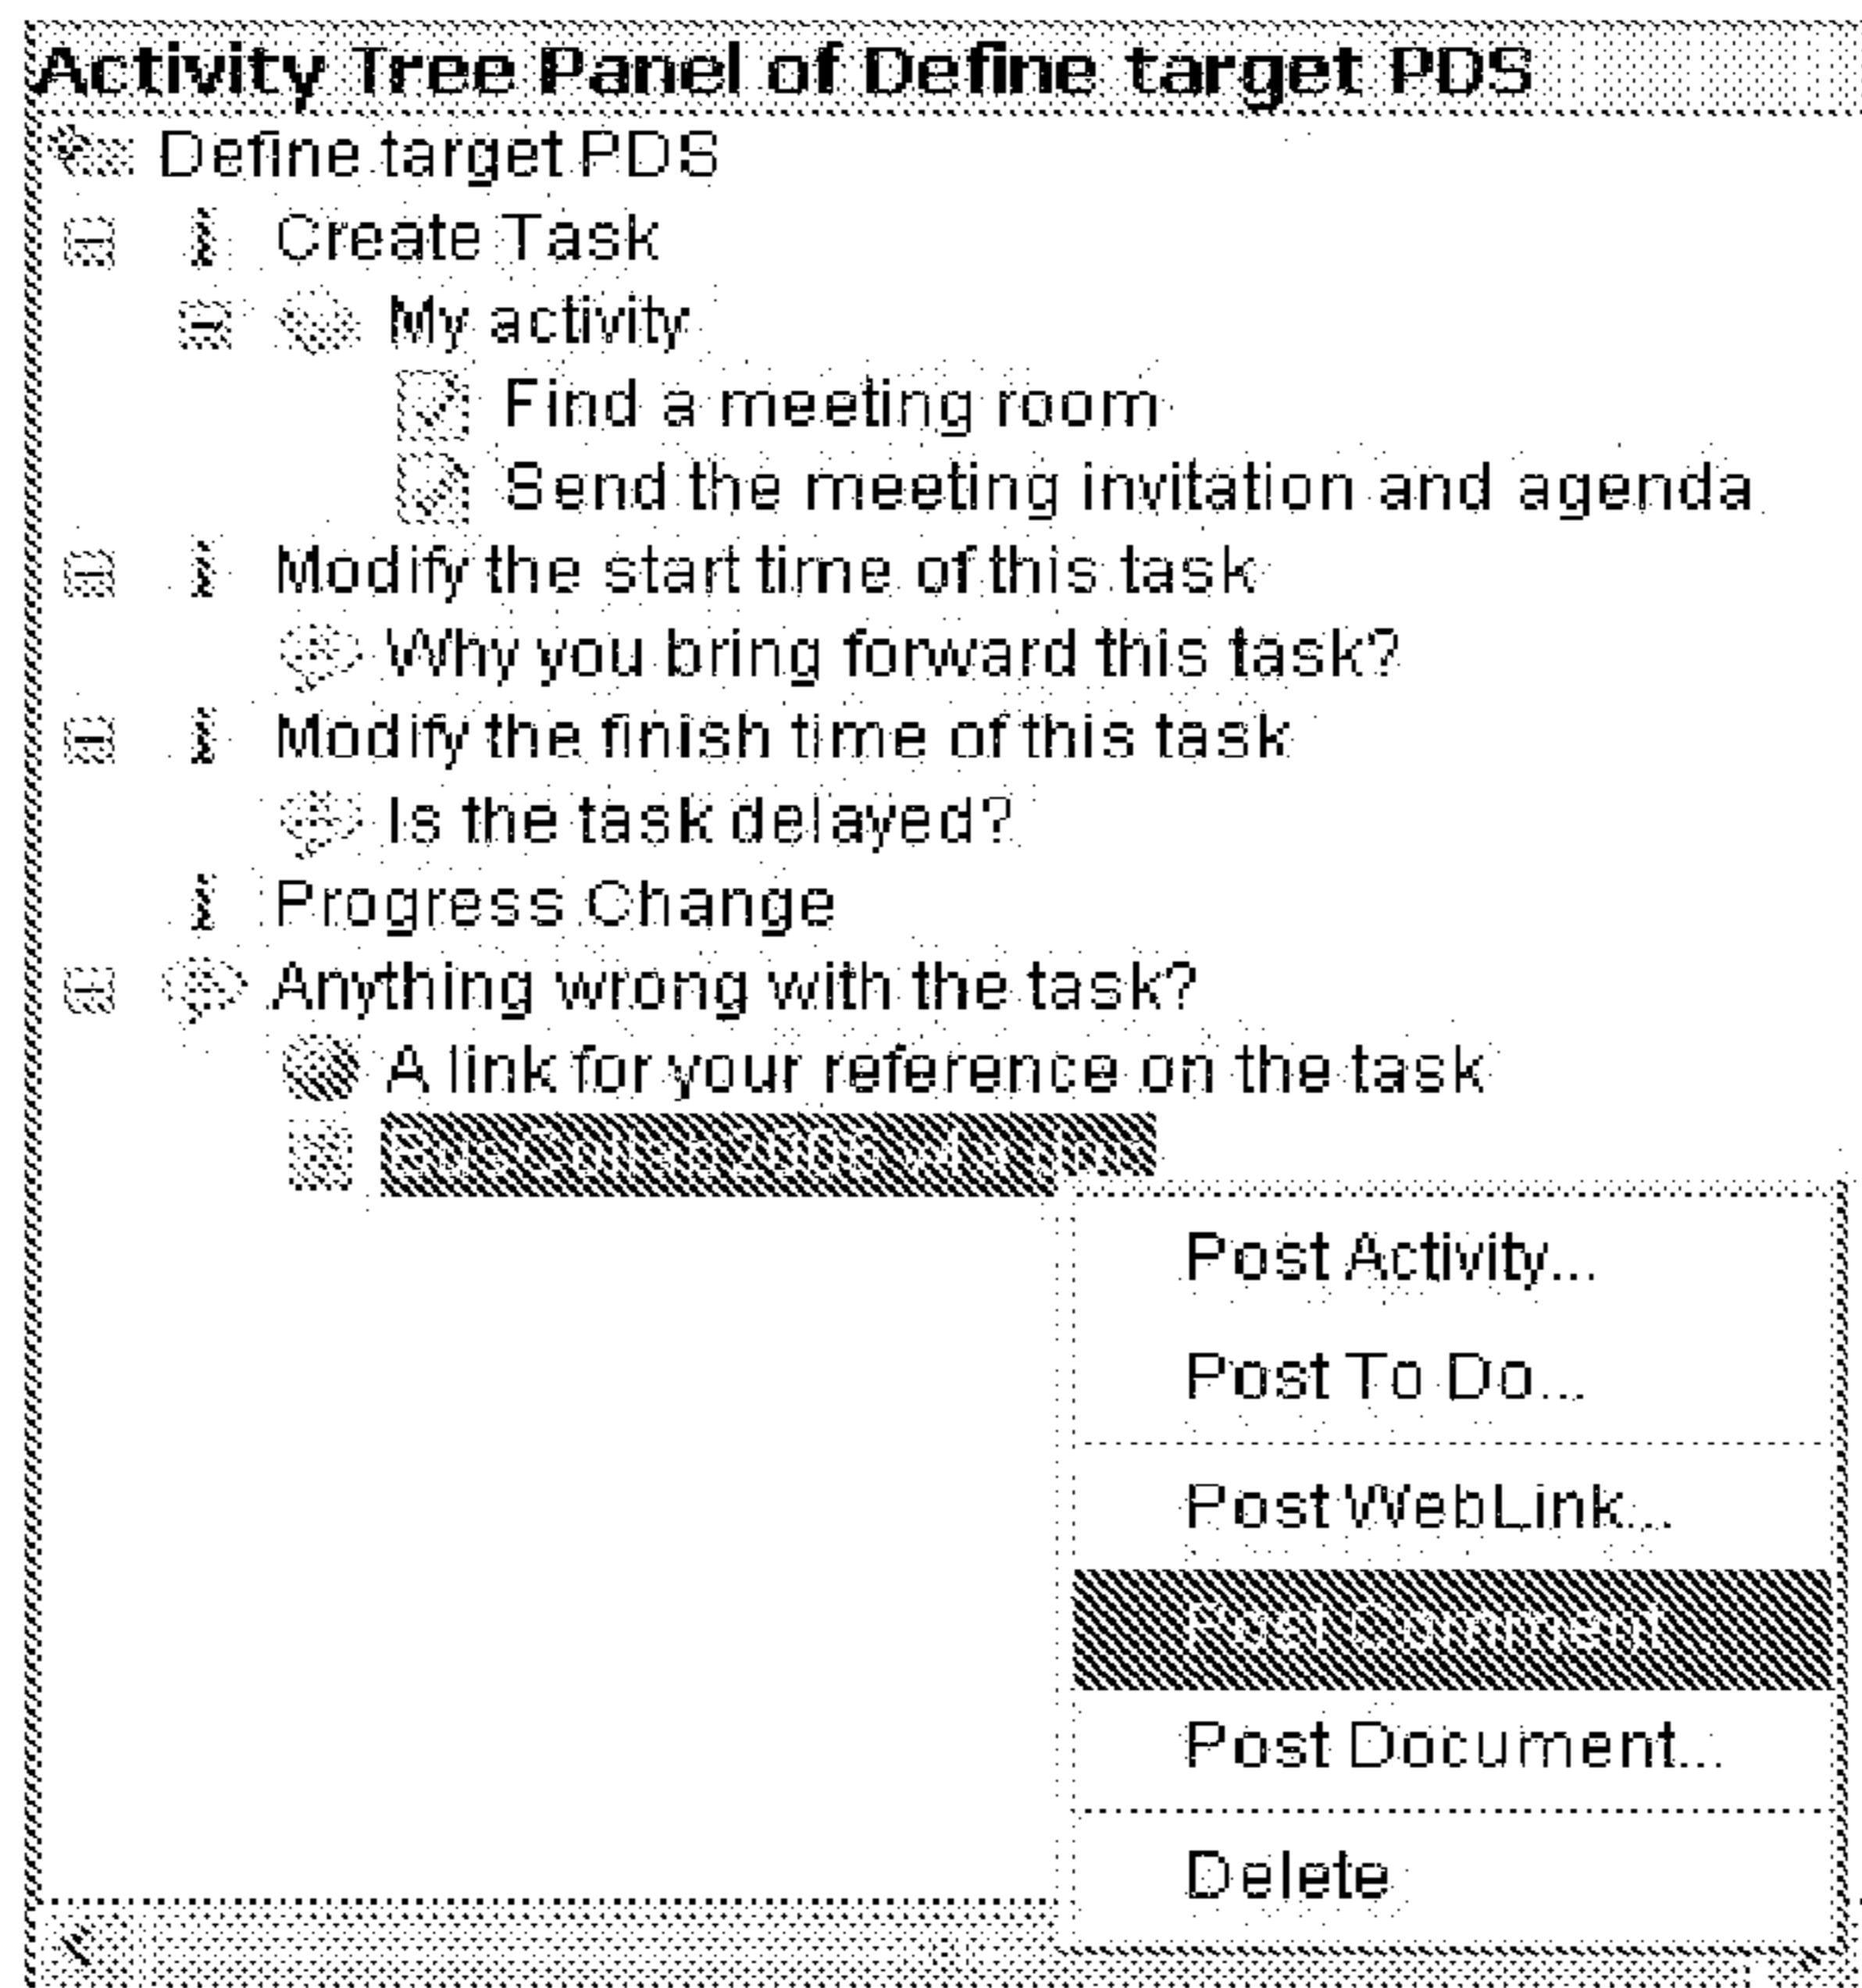 Activity Tree Panel of Define target PDS
Define target PDS
Create Task
My activity
Find a meeting room
Send the meeting invitation and agenda
Modify the start time of this task
Why you bring forward this task?
Modify the finish time of this task
Is the task delayed?
Progress Change
Anything wrong with the task?
A link for your reference on the task
Post Activity...
Post To Do...
Post WebLink...
Post Comment
Post Document...
Delete